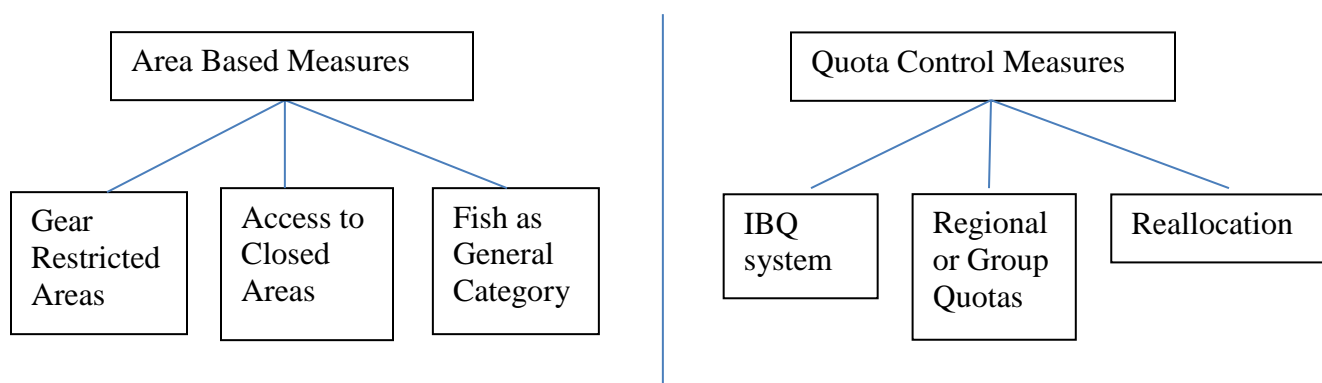 Area Based Measures
Quota Control Measures
Gear
Restricted
Areas
Access to
Closed
Areas
Fish as
General
Category
IBQ
system
Regional
or Group
Quotas
Reallocation